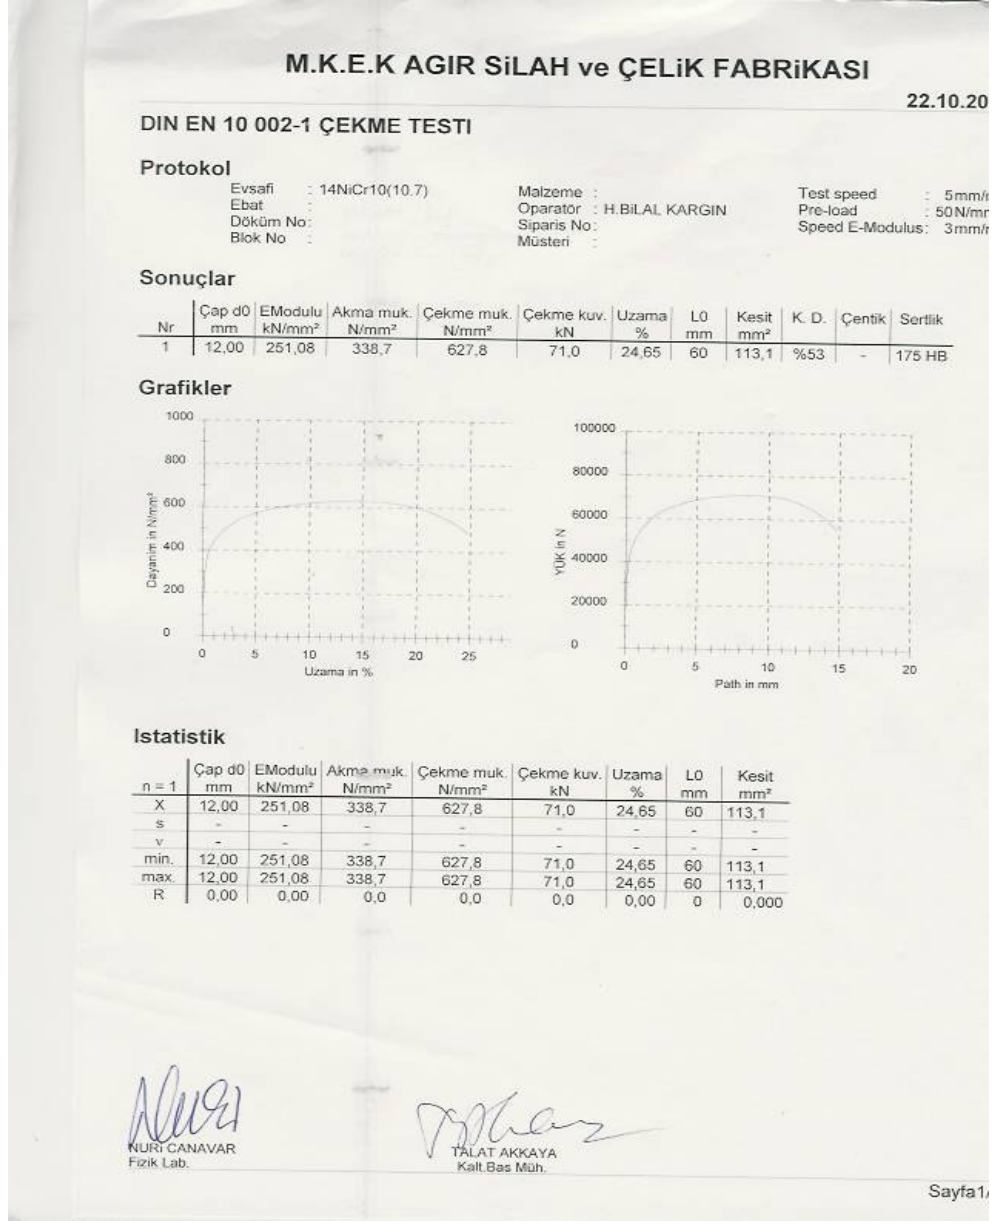 M.K.E.K AGIR SiLAH ve ÇELiK FABRiKASI
22.10.20
DIN EN 10 002-1 ÇEKME TESTI
Protokol
Evsafi : 14NiCr10(10.7)
Ebat :
Döküm No:
Blok No :
Malzeme :
Oparatör : H.BiLAL KARGIN
Siparis No:
Müsteri :
Test speed : 5mm/
Pre-load : 50N/mm
Speed E-Modulus: 3mm/
Sonuçlar
Nr Çap d0 mm EModulu kN/mm² Akma muk. N/mm² Çekme muk. N/mm² Çekme kuv. kN Uzama % L0 mm Kesit mm² K. D. Çentik Sertlik
1 12,00 251,08 338,7 627,8 71,0 24,65 60 113,1 %53 - 175 HB
Grafikler
1000
800
600
400
200
0
Dayanim in N/mm²
0 5 10 15 20 25
Uzama in %
100000
80000
60000
40000
20000
0
YÜK in N
0 5 10 15 20
Path in mm
Istatistik
n = 1 Çap d0 mm EModulu kN/mm² Akma muk. N/mm² Çekme muk. N/mm² Çekme kuv. kN Uzama % L0 mm Kesit mm²
X 12,00 251,08 338,7 627,8 71,0 24,65 60 113,1
s - - - - - - - -
v - - - - - - - -
min. 12,00 251,08 338,7 627,8 71,0 24,65 60 113,1
max. 12,00 251,08 338,7 627,8 71,0 24,65 60 113,1
R 0,00 0,00 0,0 0,0 0,0 0,00 0 0,000
NURi CANAVAR
Fizik Lab.
TALAT AKKAYA
Kalt.Bas Müh.
Sayfa1/